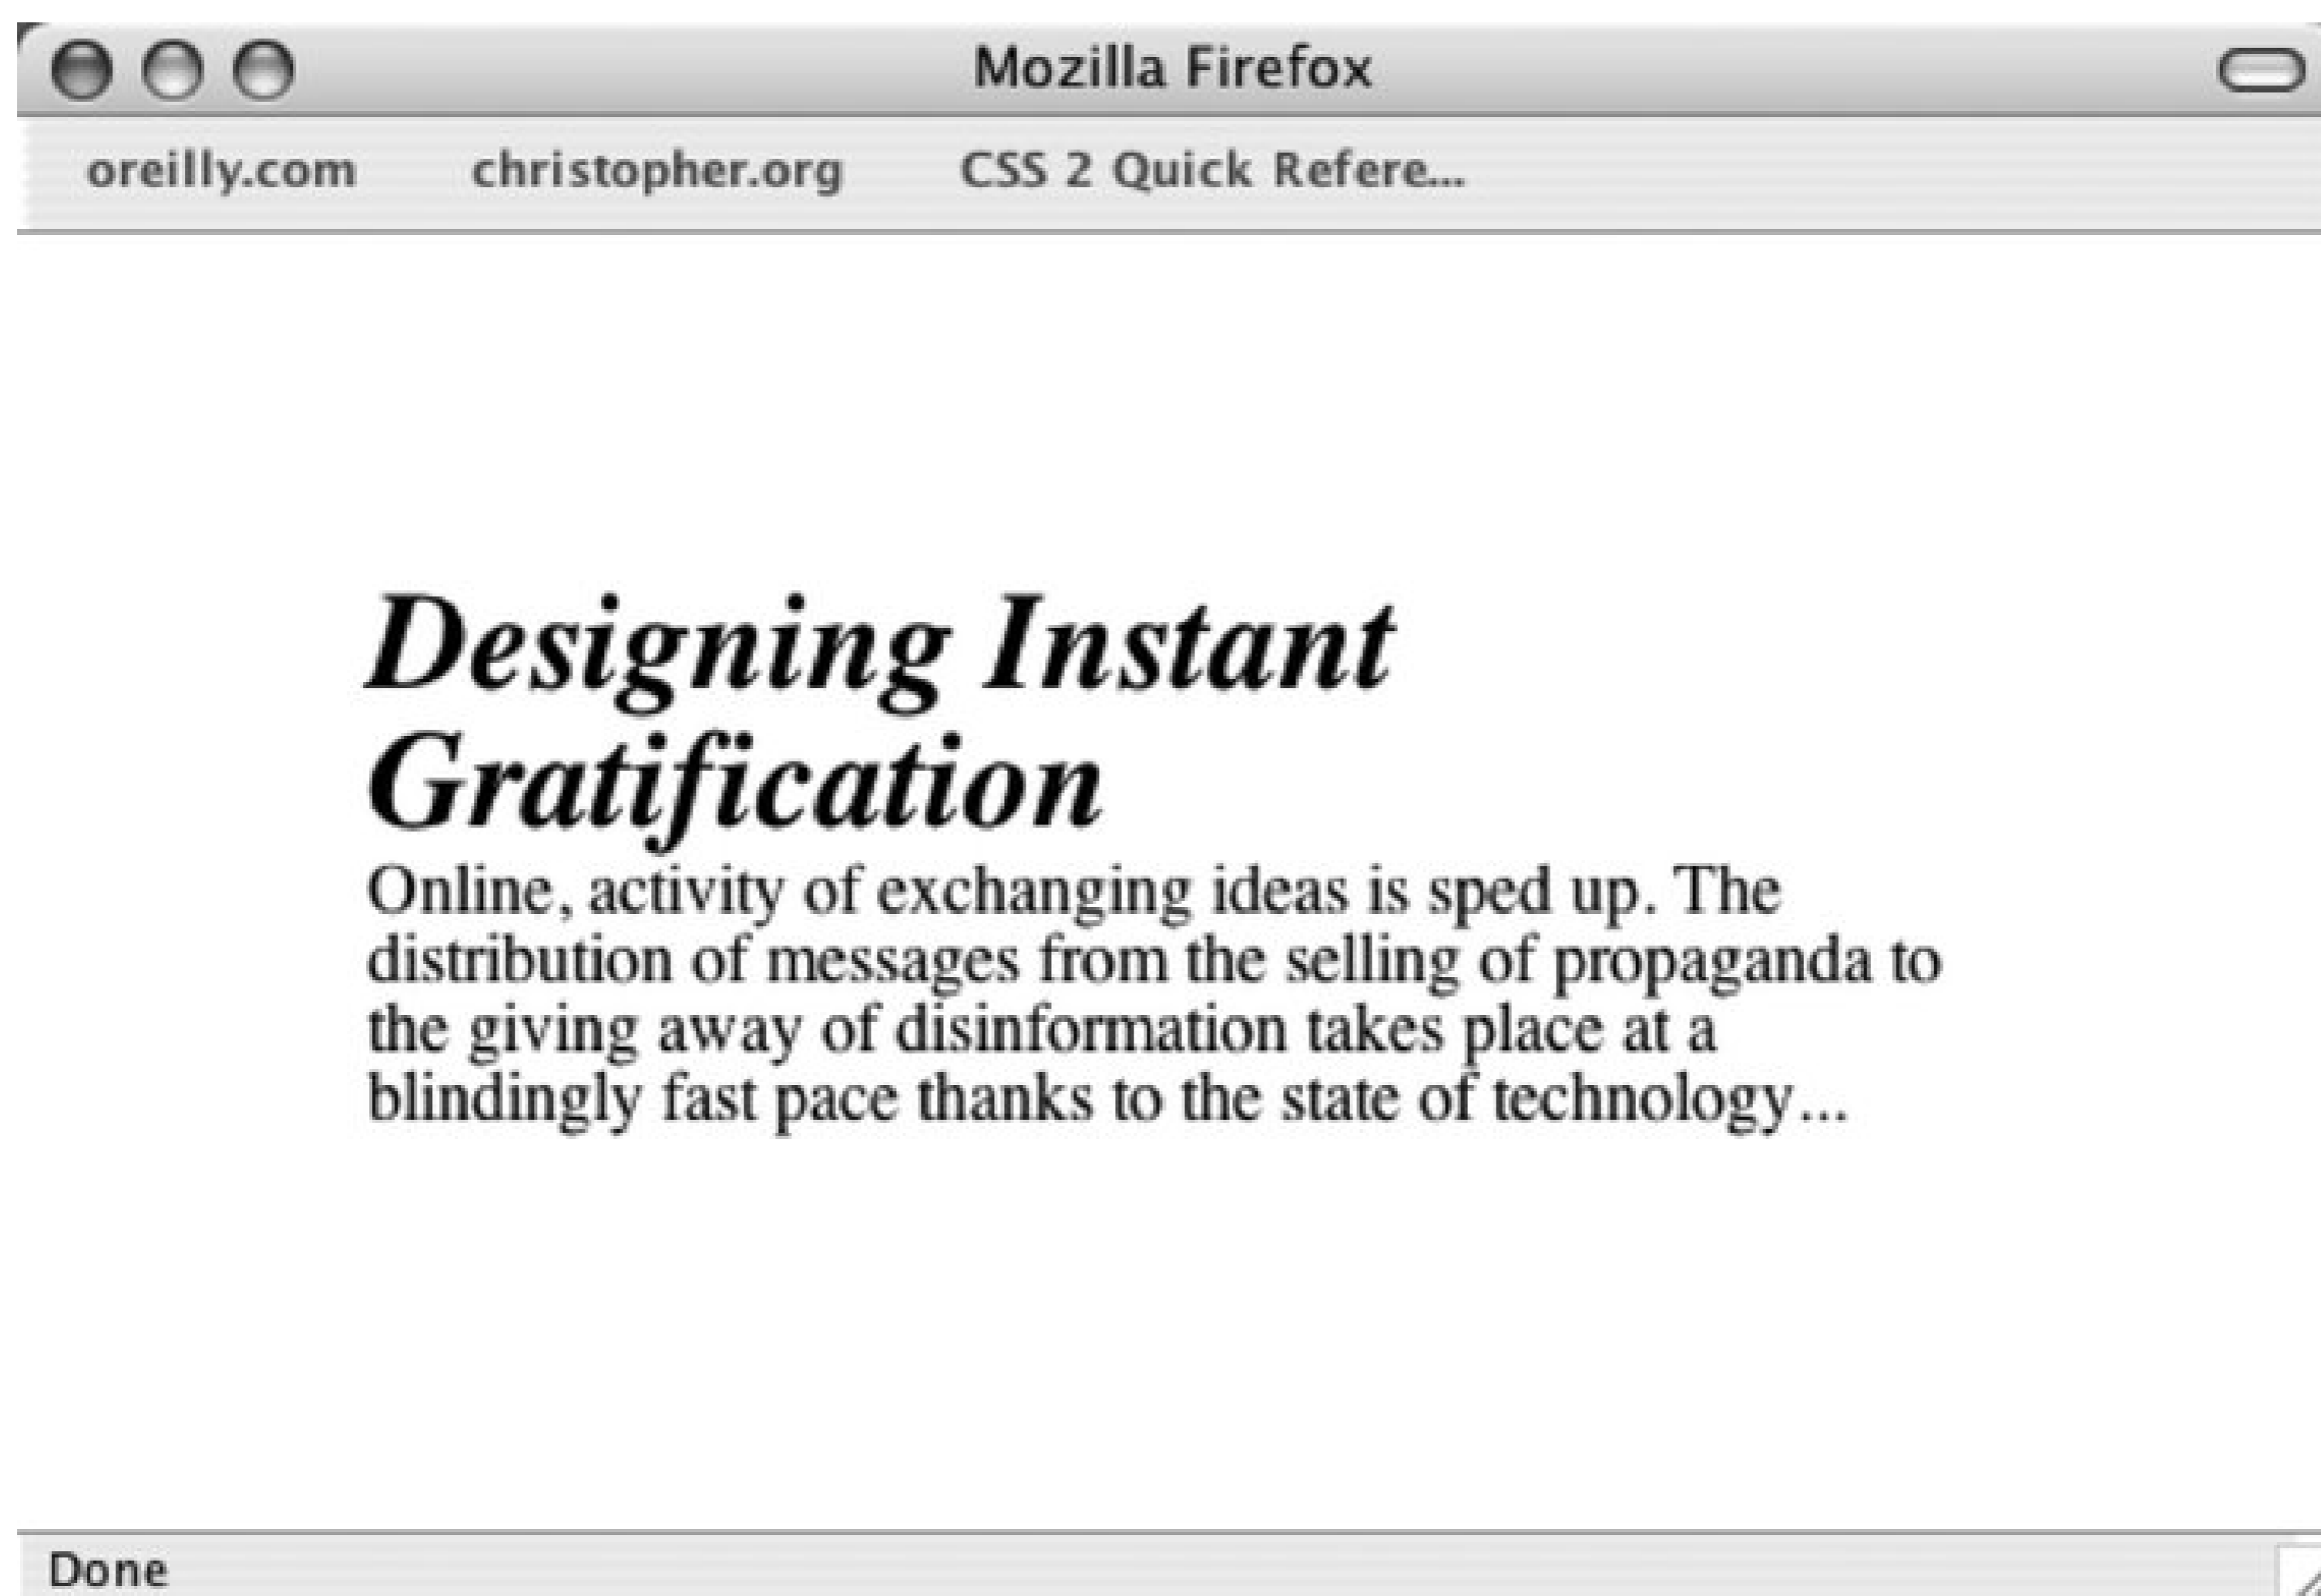 Mozilla Firefox
oreilly.com christopher.org CSS 2 Quick Refere...
Designing Instant
Gratification
Online, activity of exchanging ideas is sped up. The
distribution of messages from the selling of propaganda to
the giving away of disinformation takes place at a
blindingly fast pace thanks to the state of technology...
Done